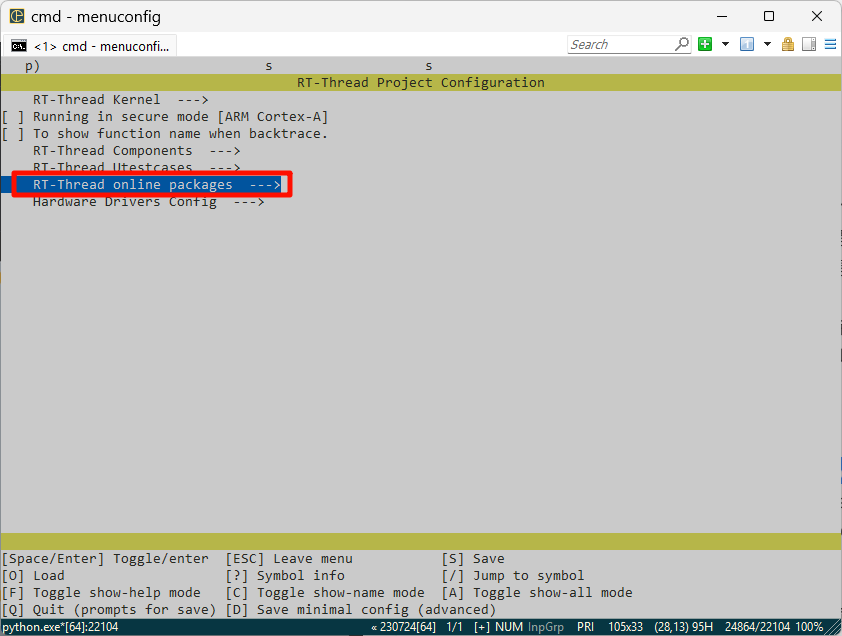 cmd - menuconfig
<1> cmd - menuconfi...
Search
p) s s
RT-Thread Project Configuration
RT-Thread Kernel --->
[ ] Running in secure mode [ARM Cortex-A]
[ ] To show function name when backtrace.
RT-Thread Components --->
RT-Thread Utestcases --->
RT-Thread online packages --->
Hardware Drivers Config --->
[Space/Enter] Toggle/enter [ESC] Leave menu [S] Save
[O] Load [?] Symbol info [/] Jump to symbol
[F] Toggle show-help mode [C] Toggle show-name mode [A] Toggle show-all mode
[Q] Quit (prompts for save) [D] Save minimal config (advanced)
python.exe*[64]:22104 « 230724[64] 1/1 [+] NUM InpGrp PRI 105x33 (28,13) 95H 24864/22104 100%